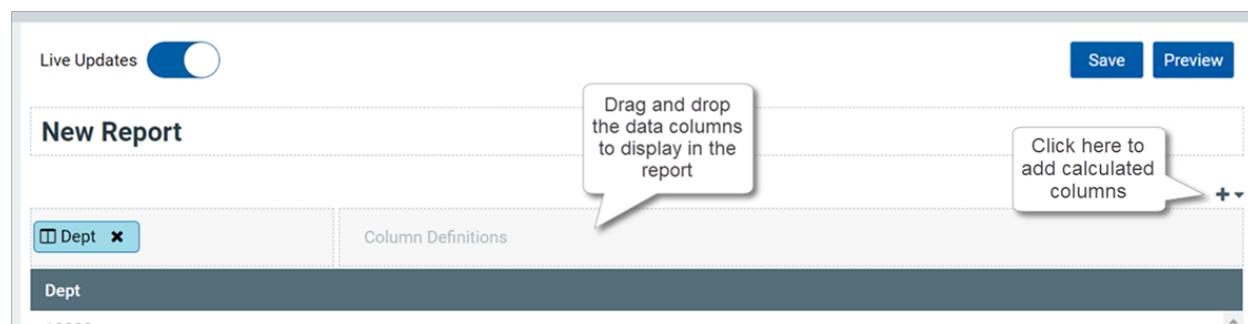 Live Updates
Save
Preview
Drag and drop
the data columns
to display in the
report
New Report
Click here to
add calculated
columns
Dept
Column Definitions
Dept